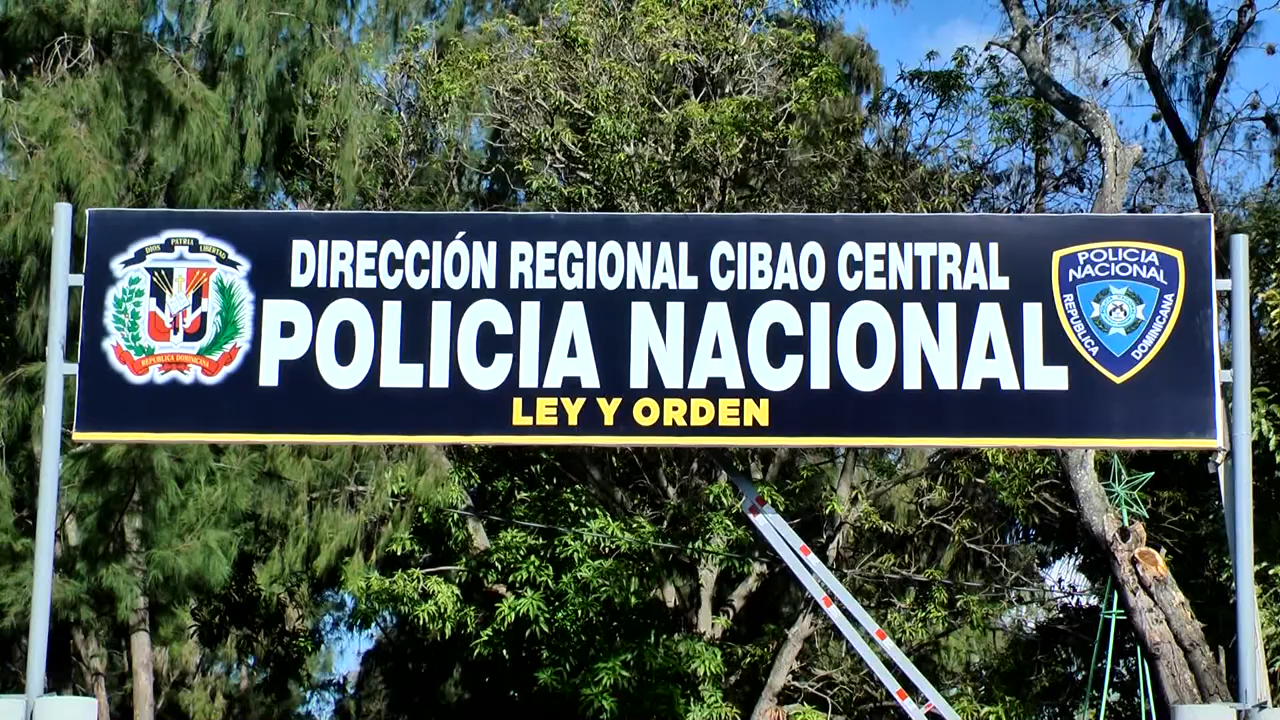 DIOS PATRIA LIBERTAD
REPUBLICA DOMINICANA
DIRECCIÓN REGIONAL CIBAO CENTRAL
POLICIA NACIONAL
LEY Y ORDEN
POLICIA
NACIONAL
REPUBLICA
DOMINICANA